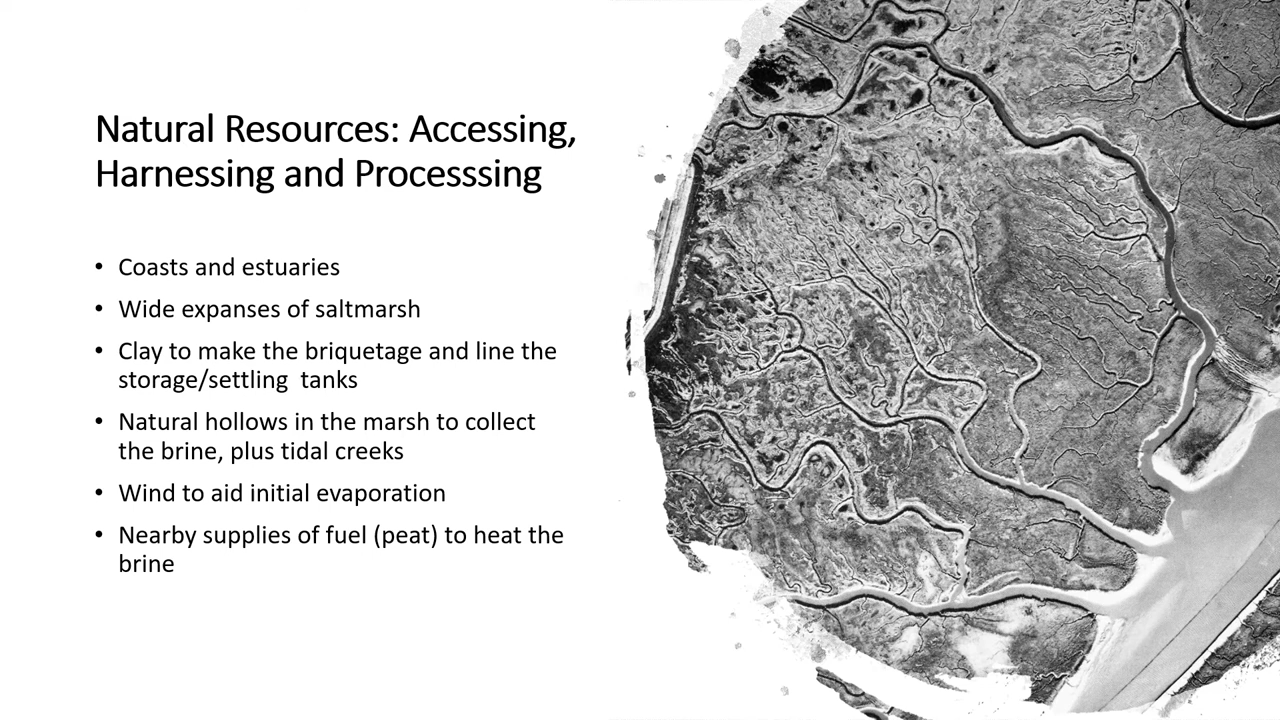 Natural Resources: Accessing,
Harnessing and Processsing
• Coasts and estuaries
• Wide expanses of saltmarsh
• Clay to make the briquetage and line the
storage/settling  tanks
• Natural hollows in the marsh to collect
the brine, plus tidal creeks
• Wind to aid initial evaporation
• Nearby supplies of fuel (peat) to heat the
brine